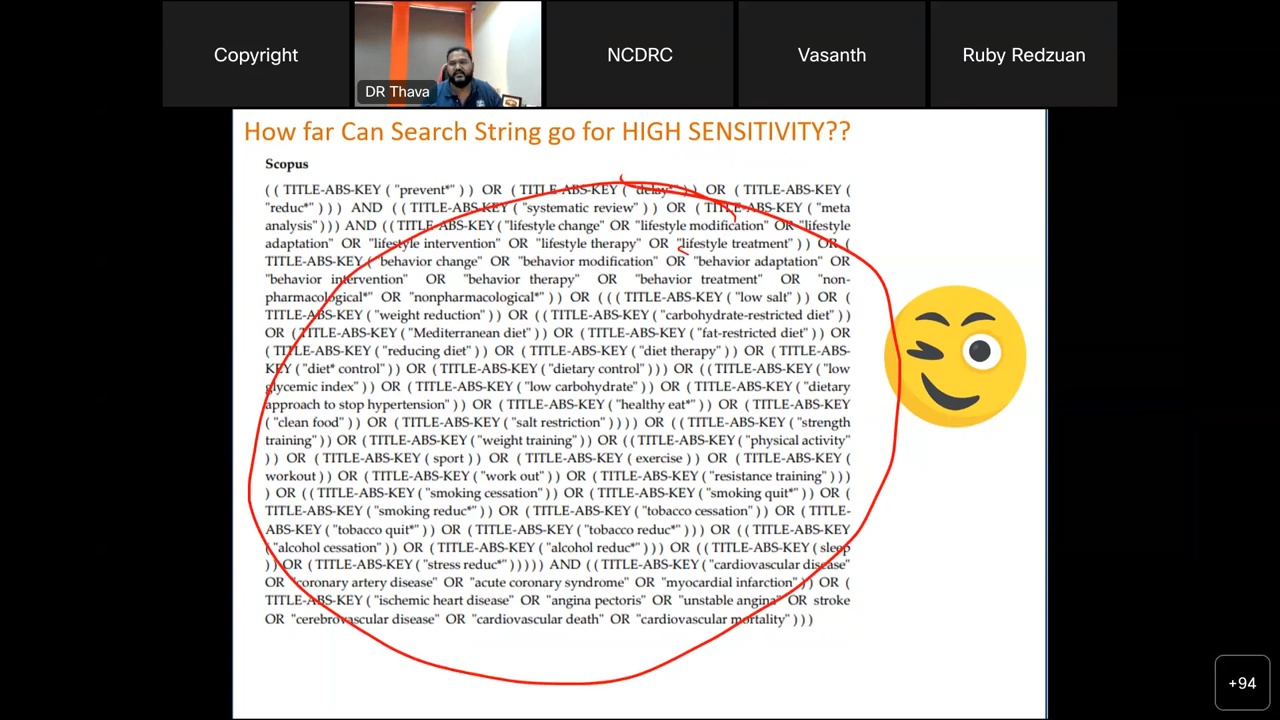 Copyright
DR Thava
NCDRC
Vasanth
Ruby Redzuan
How far Can Search String go for HIGH SENSITIVITY??
Scopus
( ( TITLE-ABS-KEY ( "prevent*" ) ) OR ( TITLE-ABS-KEY ( "delay*" ) ) OR ( TITLE-ABS-KEY (
"reduc*" ) ) ) AND ( ( TITLE-ABS-KEY ( "systematic review" ) ) OR ( TITLE-ABS-KEY ( "meta
analysis" ) ) ) AND ( ( TITLE-ABS-KEY ( "lifestyle change" OR "lifestyle modification" OR "lifestyle
adaptation" OR "lifestyle intervention" OR "lifestyle therapy" OR "lifestyle treatment" ) ) OR (
TITLE-ABS-KEY ( "behavior change" OR "behavior modification" OR "behavior adaptation" OR
"behavior intervention" OR "behavior therapy" OR "behavior treatment" OR "non-
pharmacological*" OR "nonpharmacological*" ) ) OR ( ( ( TITLE-ABS-KEY ( "low salt" ) ) OR (
TITLE-ABS-KEY ( "weight reduction" ) ) OR ( ( TITLE-ABS-KEY ( "carbohydrate-restricted diet" ) )
OR ( TITLE-ABS-KEY ( "Mediterranean diet" ) ) OR ( TITLE-ABS-KEY ( "fat-restricted diet" ) ) OR
( TITLE-ABS-KEY ( "reducing diet" ) ) OR ( TITLE-ABS-KEY ( "diet therapy" ) ) OR ( TITLE-ABS-
KEY ( "diet* control" ) ) OR ( TITLE-ABS-KEY ( "dietary control" ) ) ) OR ( ( TITLE-ABS-KEY ( "low
glycemic index" ) ) OR ( TITLE-ABS-KEY ( "low carbohydrate" ) ) OR ( TITLE-ABS-KEY ( "dietary
approach to stop hypertension" ) ) OR ( TITLE-ABS-KEY ( "healthy eat*" ) ) OR ( TITLE-ABS-KEY
( "clean food" ) ) OR ( TITLE-ABS-KEY ( "salt restriction" ) ) ) ) OR ( ( TITLE-ABS-KEY ( "strength
training" ) ) OR ( TITLE-ABS-KEY ( "weight training" ) ) OR ( ( TITLE-ABS-KEY ( "physical activity"
) ) OR ( TITLE-ABS-KEY ( sport ) ) OR ( TITLE-ABS-KEY ( exercise ) ) OR ( TITLE-ABS-KEY (
workout ) ) OR ( TITLE-ABS-KEY ( "work out" ) ) OR ( TITLE-ABS-KEY ( "resistance training" ) ) )
) OR ( ( TITLE-ABS-KEY ( "smoking cessation" ) ) OR ( TITLE-ABS-KEY ( "smoking quit*" ) ) OR (
TITLE-ABS-KEY ( "smoking reduc*" ) ) OR ( TITLE-ABS-KEY ( "tobacco cessation" ) ) OR ( TITLE-
ABS-KEY ( "tobacco quit*" ) ) OR ( TITLE-ABS-KEY ( "tobacco reduc*" ) ) ) OR ( ( TITLE-ABS-KEY
( "alcohol cessation" ) ) OR ( TITLE-ABS-KEY ( "alcohol reduc*" ) ) ) OR ( ( TITLE-ABS-KEY ( sleep
) ) OR ( TITLE-ABS-KEY ( "stress reduc*" ) ) ) ) ) AND ( ( TITLE-ABS-KEY ( "cardiovascular disease"
OR "coronary artery disease" OR "acute coronary syndrome" OR "myocardial infarction" ) ) OR (
TITLE-ABS-KEY ( "ischemic heart disease" OR "angina pectoris" OR "unstable angina" OR stroke
OR "cerebrovascular disease" OR "cardiovascular death" OR "cardiovascular mortality" ) ) )
+94